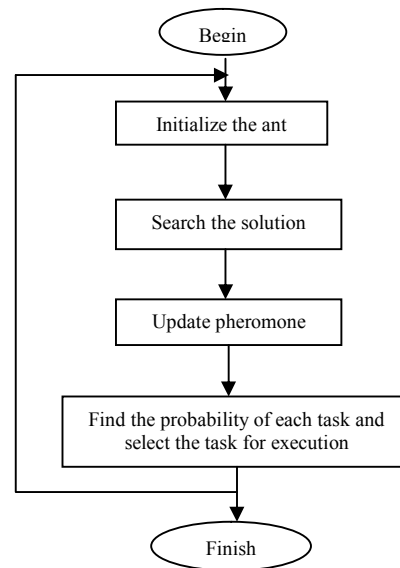 Begin
Initialize the ant
Search the solution
Update pheromone
Find the probability of each task and
select the task for execution
Finish